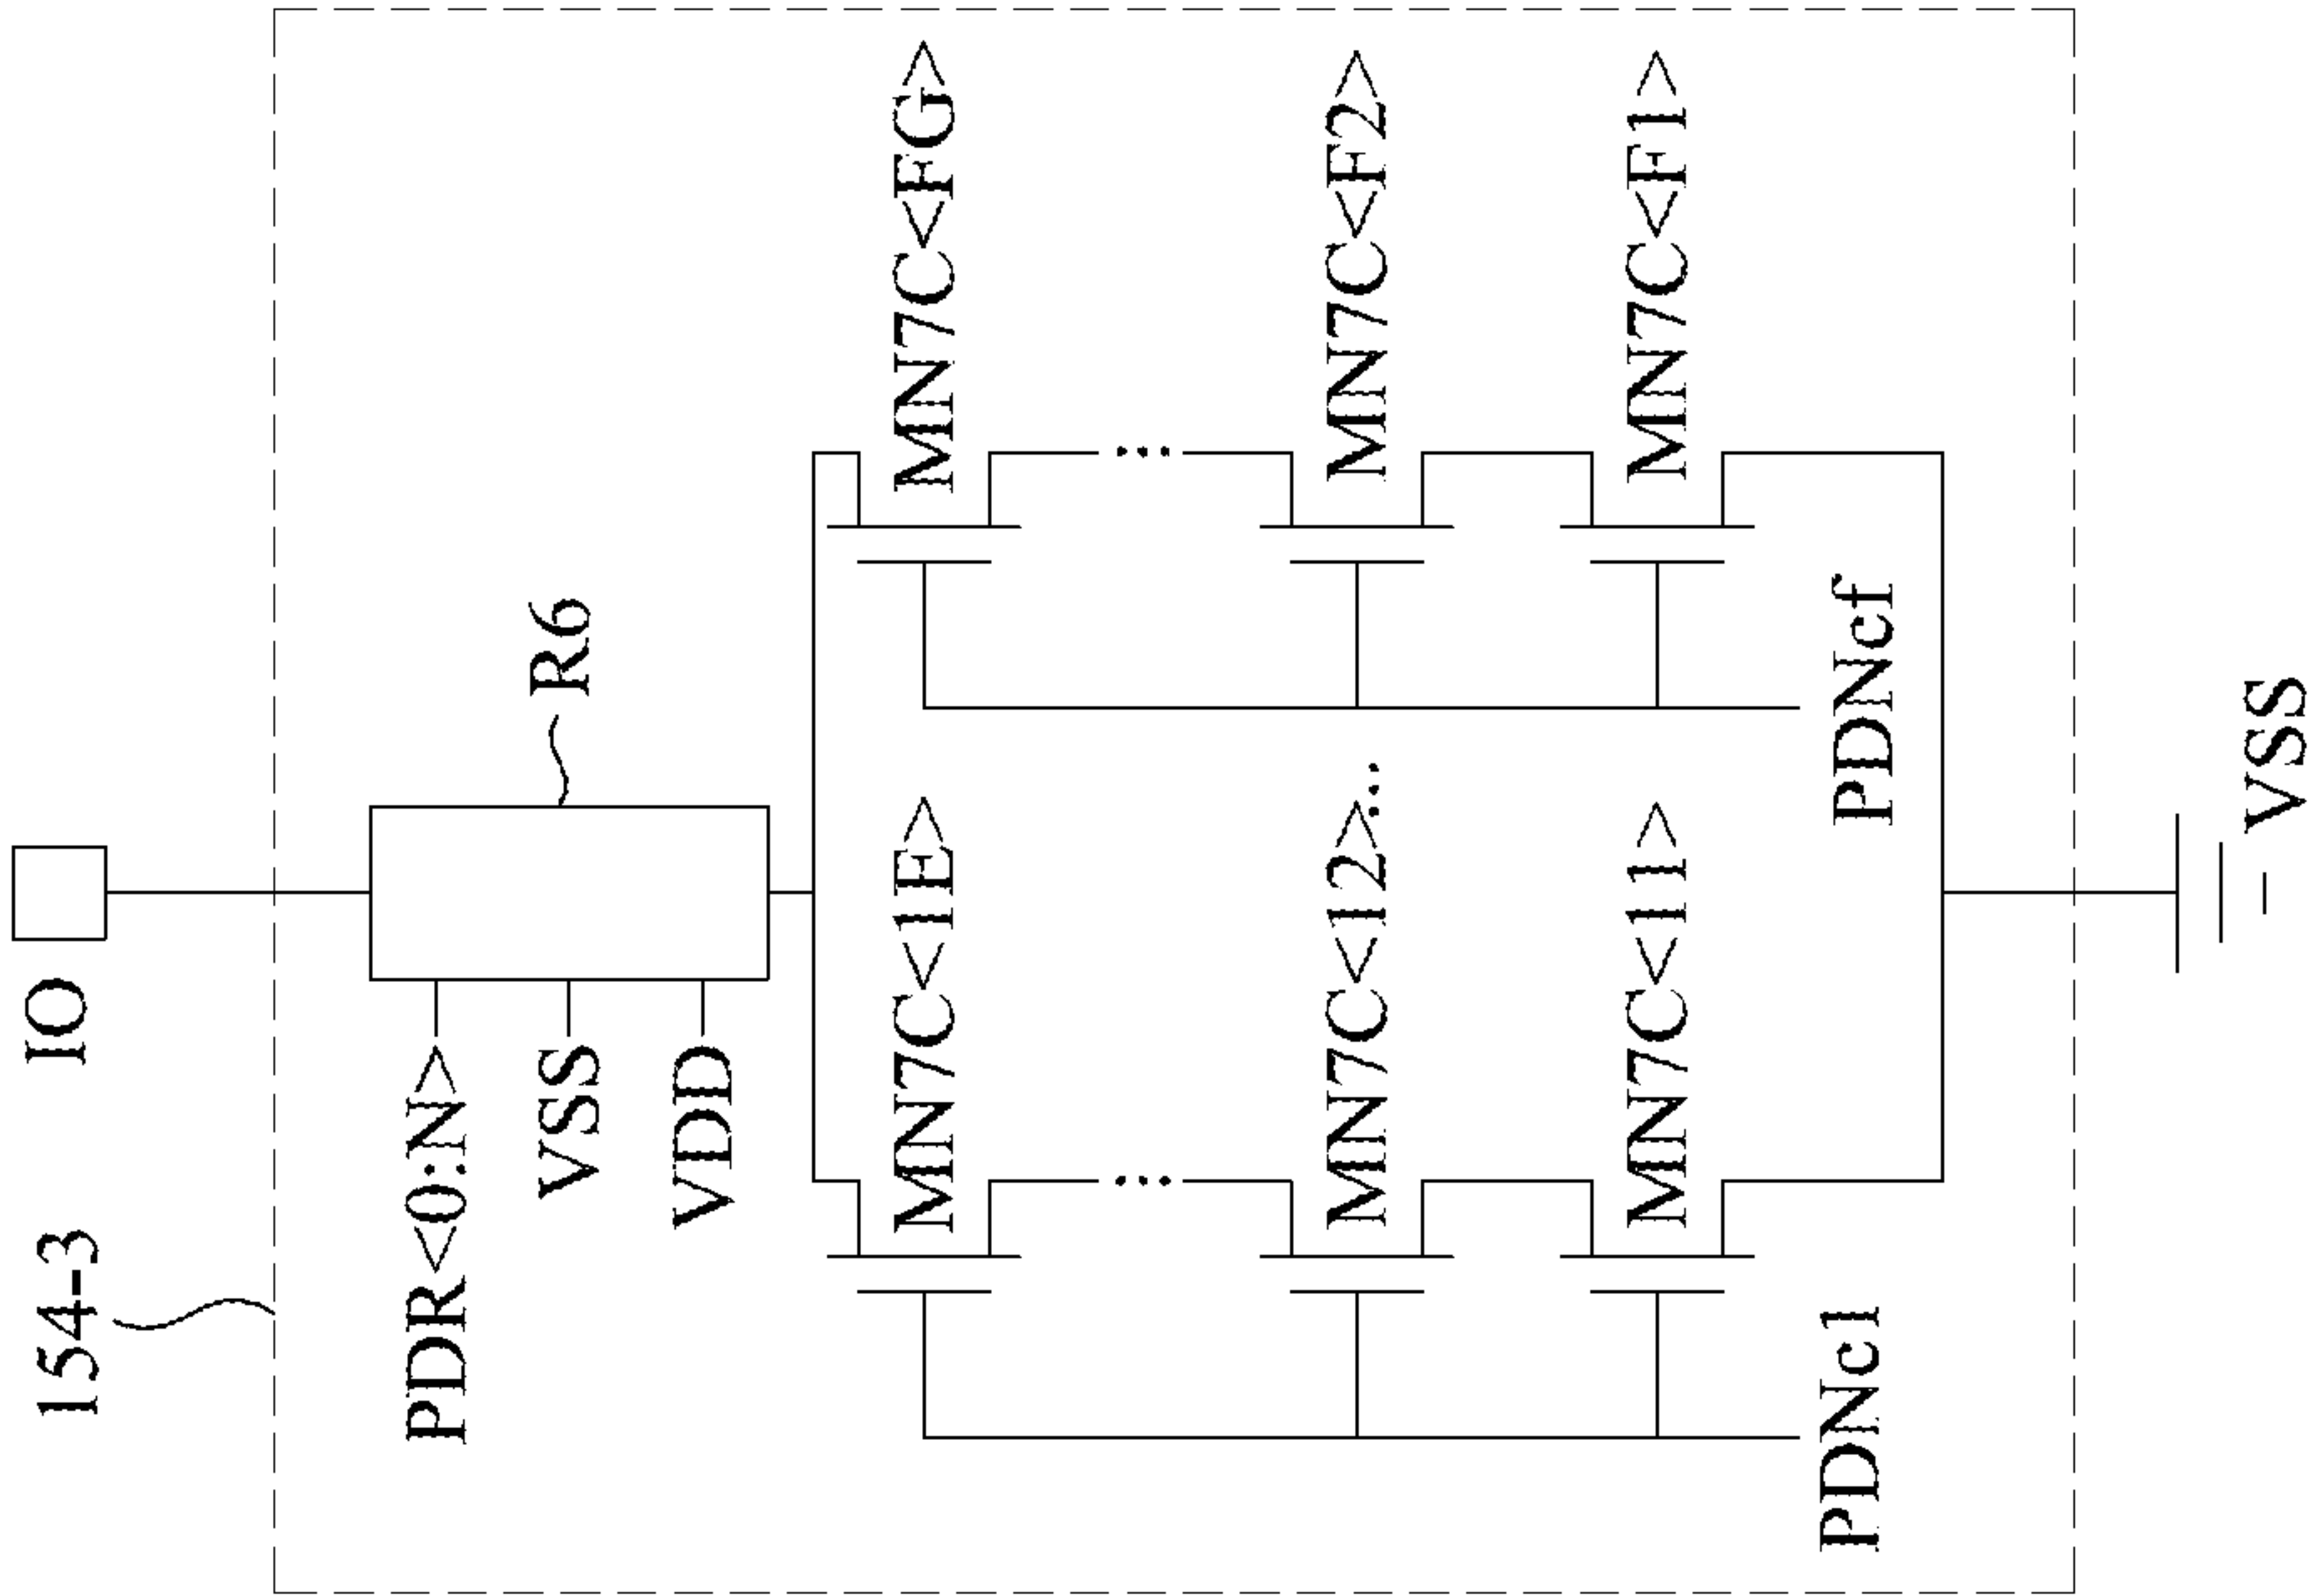 154-3
IO
PDR<0:N>
VSS
VDD
R6
MN7C<1E>
MN7C<FG>
...
...
MN7C<12>
...
MN7C<F2>
MN7C<11>
MN7C<F1>
PDNc1
PDNcf
VSS